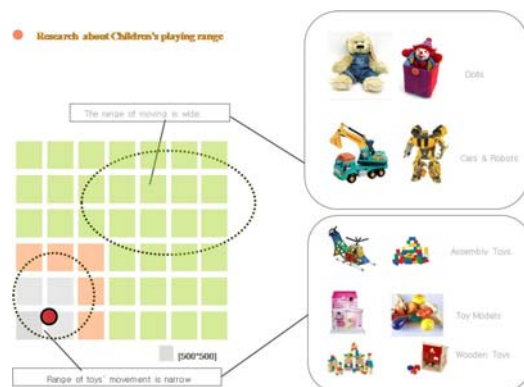 Research about Children's playing range
The range of moving is wide
Dolls
Cars & Robots
Assembly Toys
Toy Models
Wooden Toys
[500*500]
Range of toys' movement is narrow